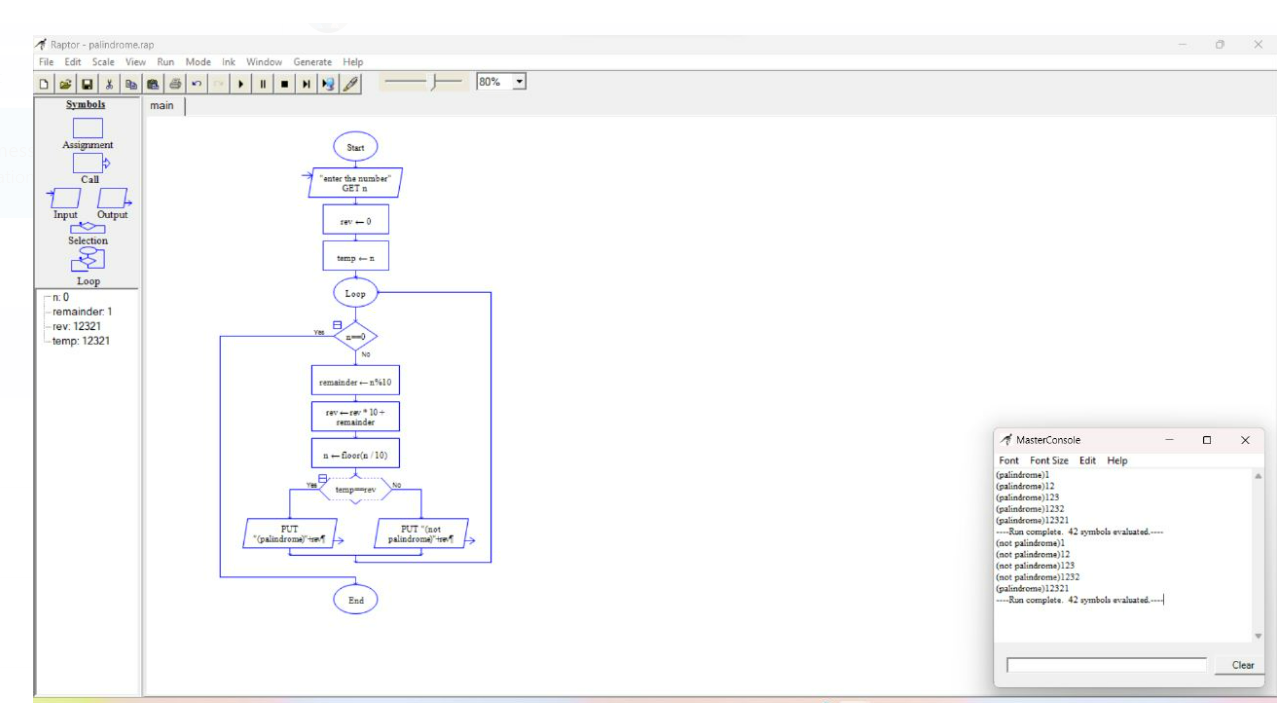 Raptor - palindrome.rap
File Edit Scale View Run Mode Ink Window Generate Help
80%
Symbols
main
Assignment
Call
Input Output
Selection
Loop
n: 0
remainder: 1
rev: 12321
temp: 12321
Start
"enter the number"
GET n
rev ← 0
temp ← n
Loop
Yes
n==0
No
remainder ← n%10
rev ← rev * 10 +
remainder
n ← floor(n / 10)
Yes
temp==rev
No
PUT
"(palindrome)"+rev¶
PUT "(not
palindrome)"+rev¶
End
MasterConsole
Font Font Size Edit Help
(palindrome)1
(palindrome)12
(palindrome)123
(palindrome)1232
(palindrome)12321
----Run complete. 42 symbols evaluated.----
(not palindrome)1
(not palindrome)12
(not palindrome)123
(not palindrome)1232
(palindrome)12321
----Run complete. 42 symbols evaluated.----
Clear